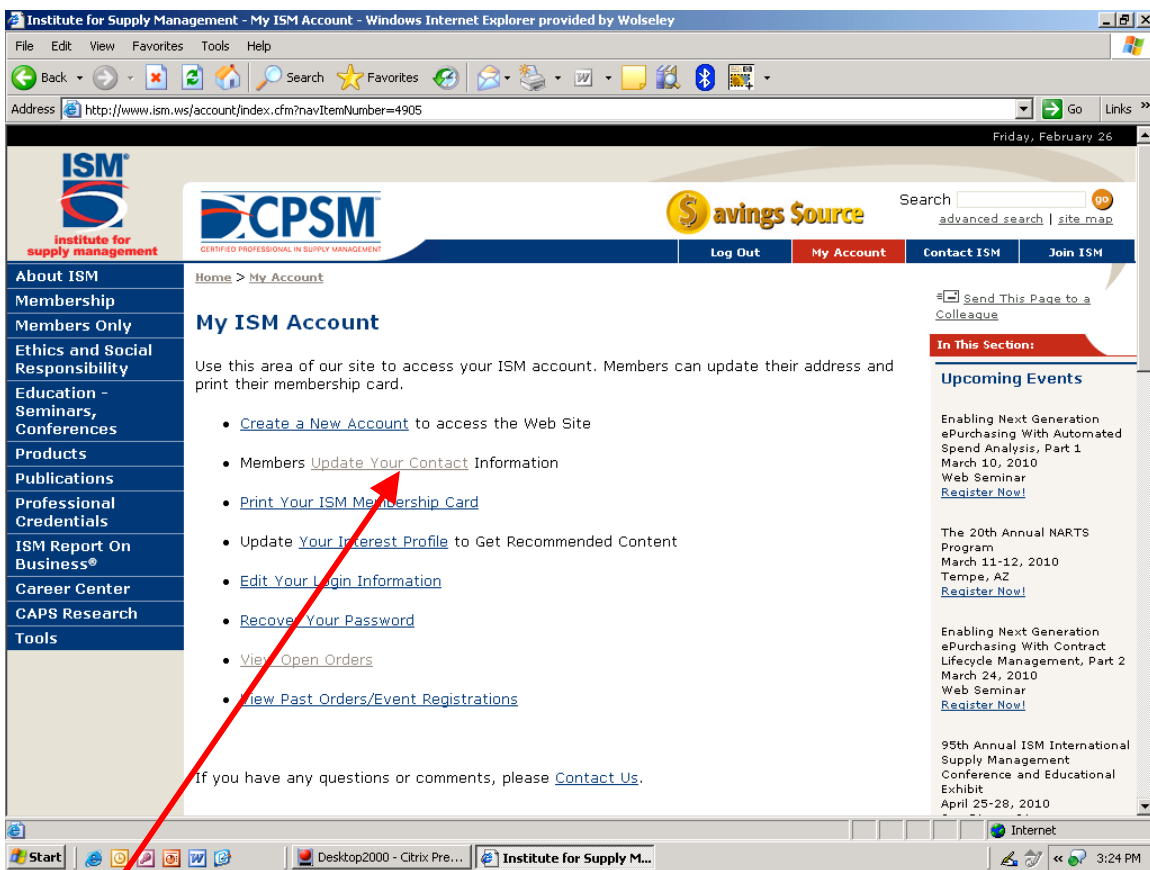 Institute for Supply Management - My ISM Account - Windows Internet Explorer provided by Wolseley
File Edit View Favorites Tools Help
Back Search Favorites
Address http://www.ism.ws/account/index.cfm?navItemNumber=4905 Go Links »
Friday, February 26
ISM®
institute for
supply management
CPSM
CERTIFIED PROFESSIONAL IN SUPPLY MANAGEMENT
Savings $ource
Search go
advanced search | site map
Log Out My Account Contact ISM Join ISM
About ISM
Membership
Members Only
Ethics and Social
Responsibility
Education -
Seminars,
Conferences
Products
Publications
Professional
Credentials
ISM Report On
Business®
Career Center
CAPS Research
Tools
Home > My Account
My ISM Account
Use this area of our site to access your ISM account. Members can update their address and
print their membership card.
• Create a New Account to access the Web Site
• Members Update Your Contact Information
• Print Your ISM Membership Card
• Update Your Interest Profile to Get Recommended Content
• Edit Your Login Information
• Recover Your Password
• View Open Orders
• View Past Orders/Event Registrations
If you have any questions or comments, please Contact Us.
Send This Page to a
Colleague
In This Section:
Upcoming Events
Enabling Next Generation
ePurchasing With Automated
Spend Analysis, Part 1
March 10, 2010
Web Seminar
Register Now!
The 20th Annual NARTS
Program
March 11-12, 2010
Tempe, AZ
Register Now!
Enabling Next Generation
ePurchasing With Contract
Lifecycle Management, Part 2
March 24, 2010
Web Seminar
Register Now!
95th Annual ISM International
Supply Management
Conference and Educational
Exhibit
April 25-28, 2010
Internet
Start Desktop2000 - Citrix Pre... Institute for Supply M... « 3:24 PM